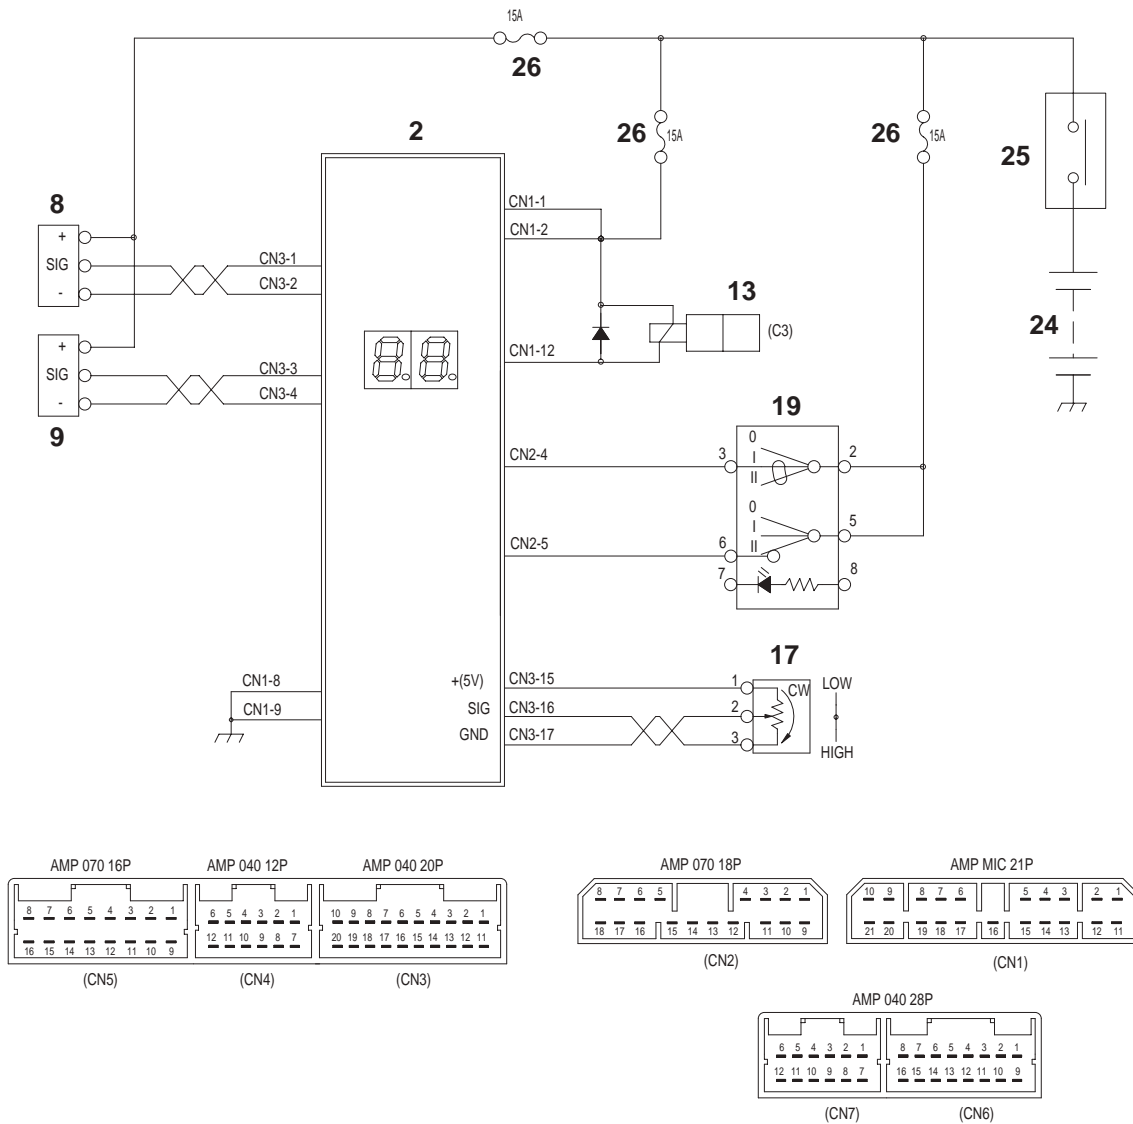 15A
26
2
26 15A
26 15A
25
8
+
SIG
-
CN1-1
CN1-2
CN3-1
CN3-2
13
(C3)
24
+
SIG
-
CN1-12
CN3-3
CN3-4
9
19
0
I
II
3
2
CN2-4
0
I
II
5
6
CN2-5
7
8
17
CN1-8
CN1-9
+(5V)
SIG
GND
CN3-15
CN3-16
CN3-17
1
2
3
CW
LOW
HIGH
AMP 070 16P
AMP 040 12P
AMP 040 20P
AMP 070 18P
AMP MIC 21P
8 7 6 5 4 3 2 1
16 15 14 13 12 11 10 9
6 5 4 3 2 1
12 11 10 9 8 7
10 9 8 7 6 5 4 3 2 1
20 19 18 17 16 15 14 13 12 11
8 7 6 5 4 3 2 1
18 17 16 15 14 13 12 11 10 9
10 9 8 7 6 5 4 3 2 1
21 20 19 18 17 16 15 14 13 12 11
(CN5)
(CN4)
(CN3)
(CN2)
(CN1)
AMP 040 28P
6 5 4 3 2 1
12 11 10 9 8 7
8 7 6 5 4 3 2 1
16 15 14 13 12 11 10 9
(CN7)
(CN6)